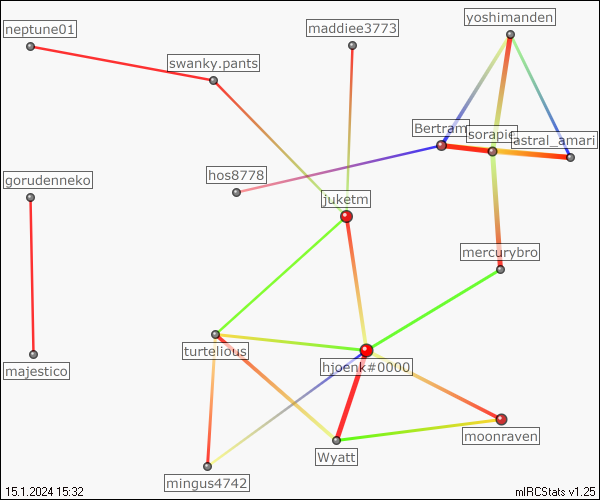 neptune01
maddiee3773
yoshimanden
swanky.pants
Bertram
sorapie
astral_amari
hos8778
gorudenneko
juketm
mercurybro
turtelious
hjoenk#0000
majestico
moonraven
Wyatt
mingus4742
15.1.2024 15:32
mIRCStats v1.25